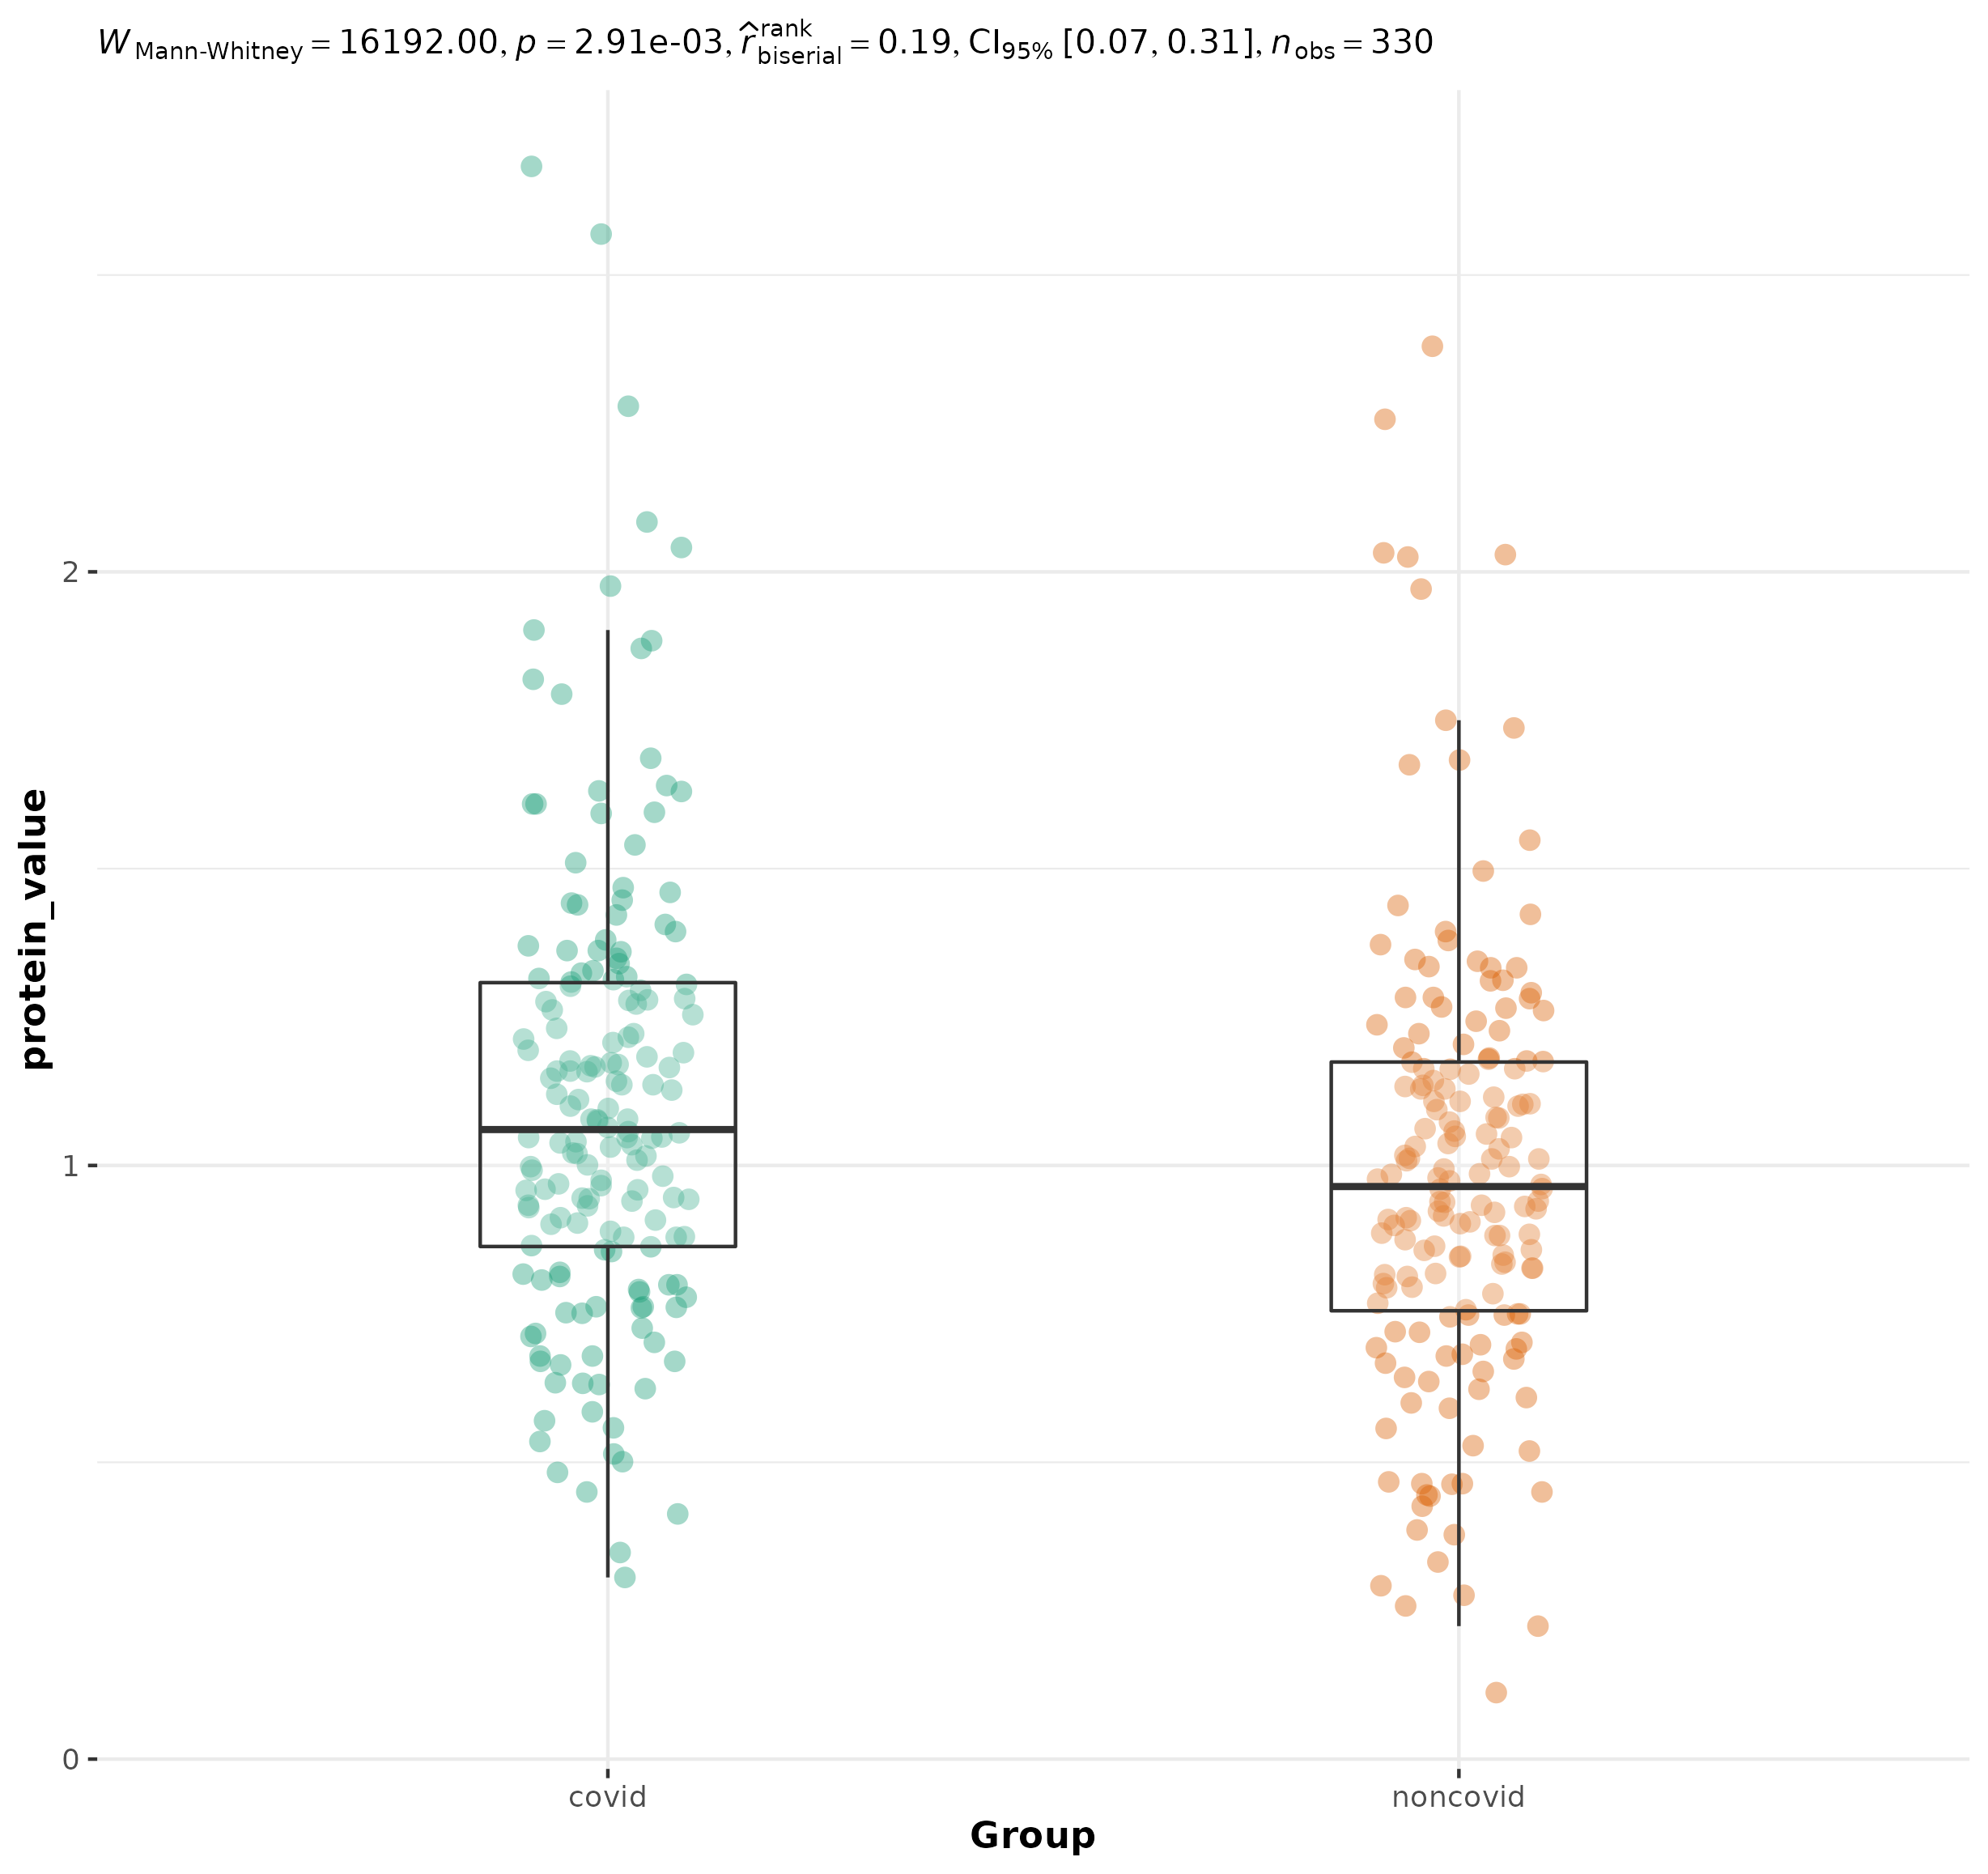 W Mann-Whitney = 16192.00, p = 2.91e-03, r̂ rank biserial = 0.19, CI95% [0.07, 0.31], n obs = 330
protein_value
2
1
0
covid noncovid
Group